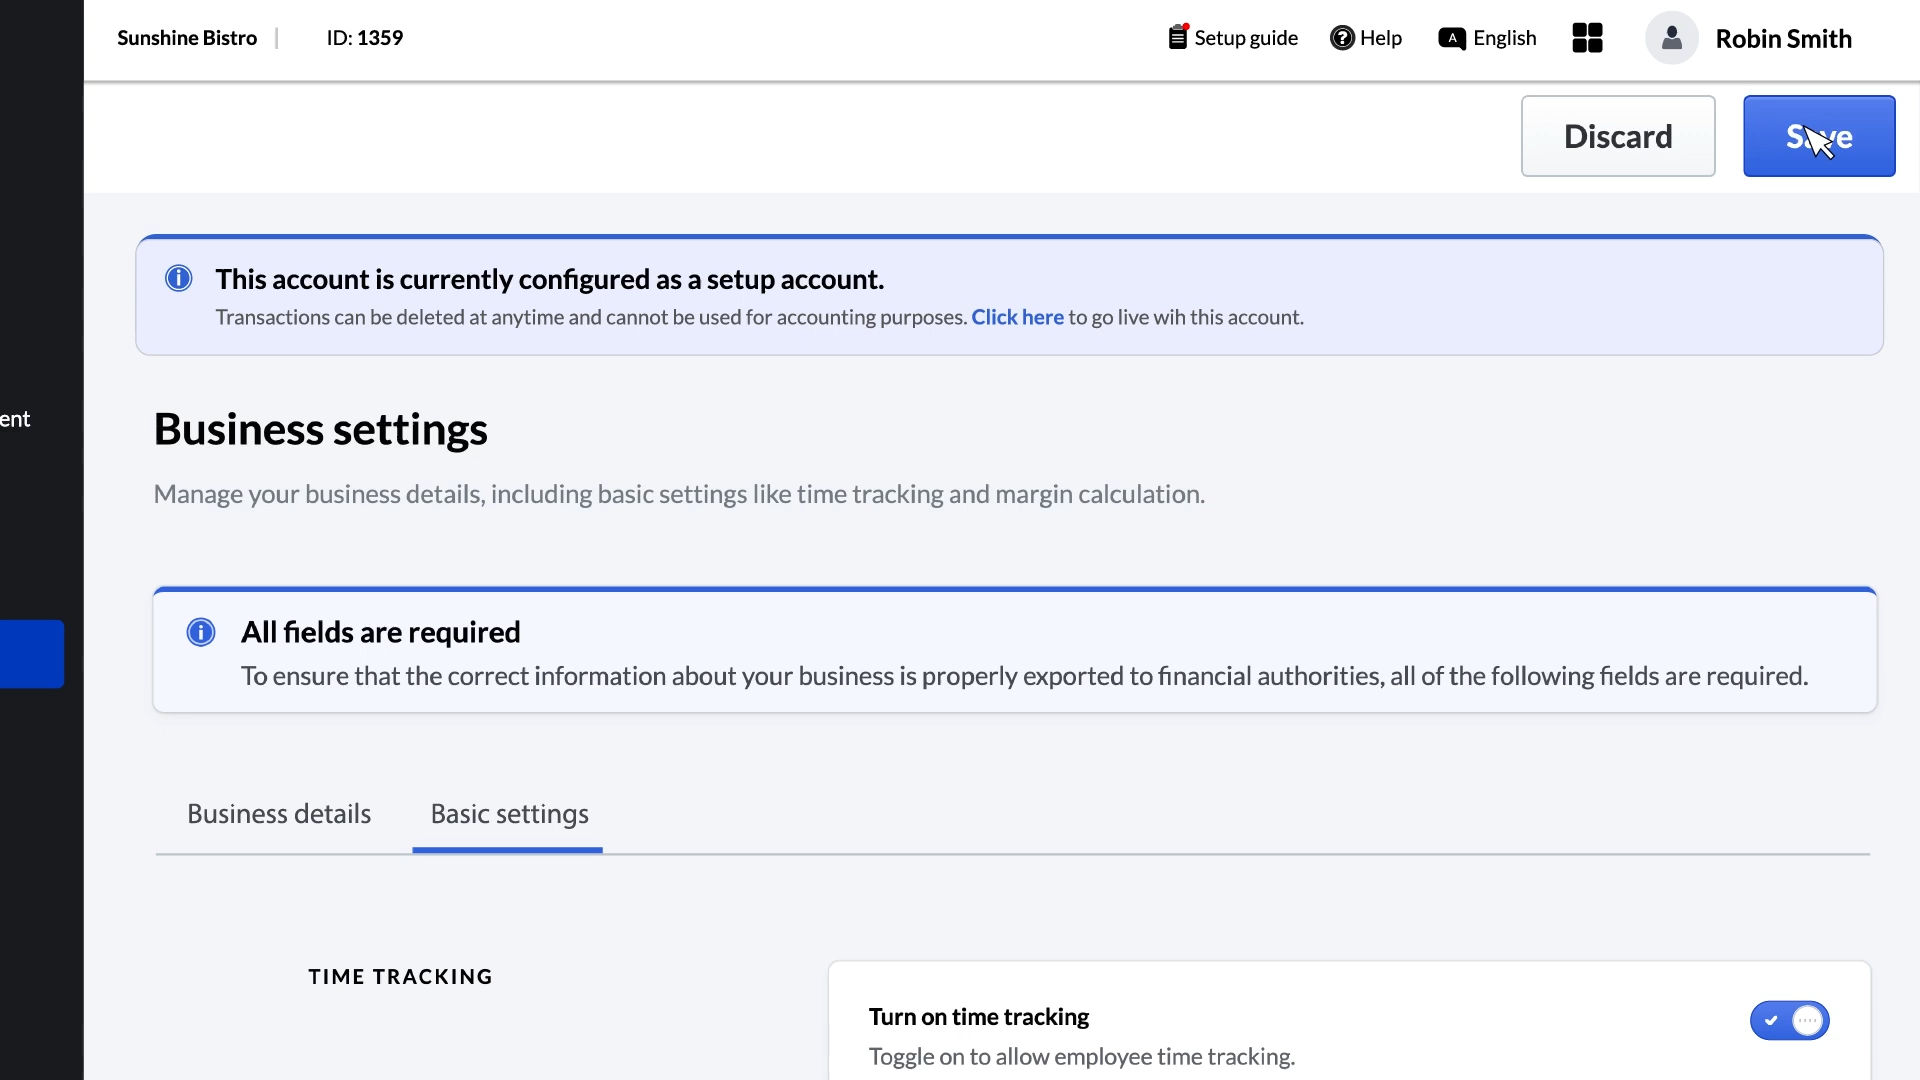 Sunshine Bistro
ID: 1359
Setup guide
Help
A English
Robin Smith
Discard
Save
This account is currently configured as a setup account.
Transactions can be deleted at anytime and cannot be used for accounting purposes. Click here to go live wih this account.
ent
Business settings
Manage your business details, including basic settings like time tracking and margin calculation.
All fields are required
To ensure that the correct information about your business is properly exported to financial authorities, all of the following fields are required.
Business details
Basic settings
TIME TRACKING
Turn on time tracking
Toggle on to allow employee time tracking.